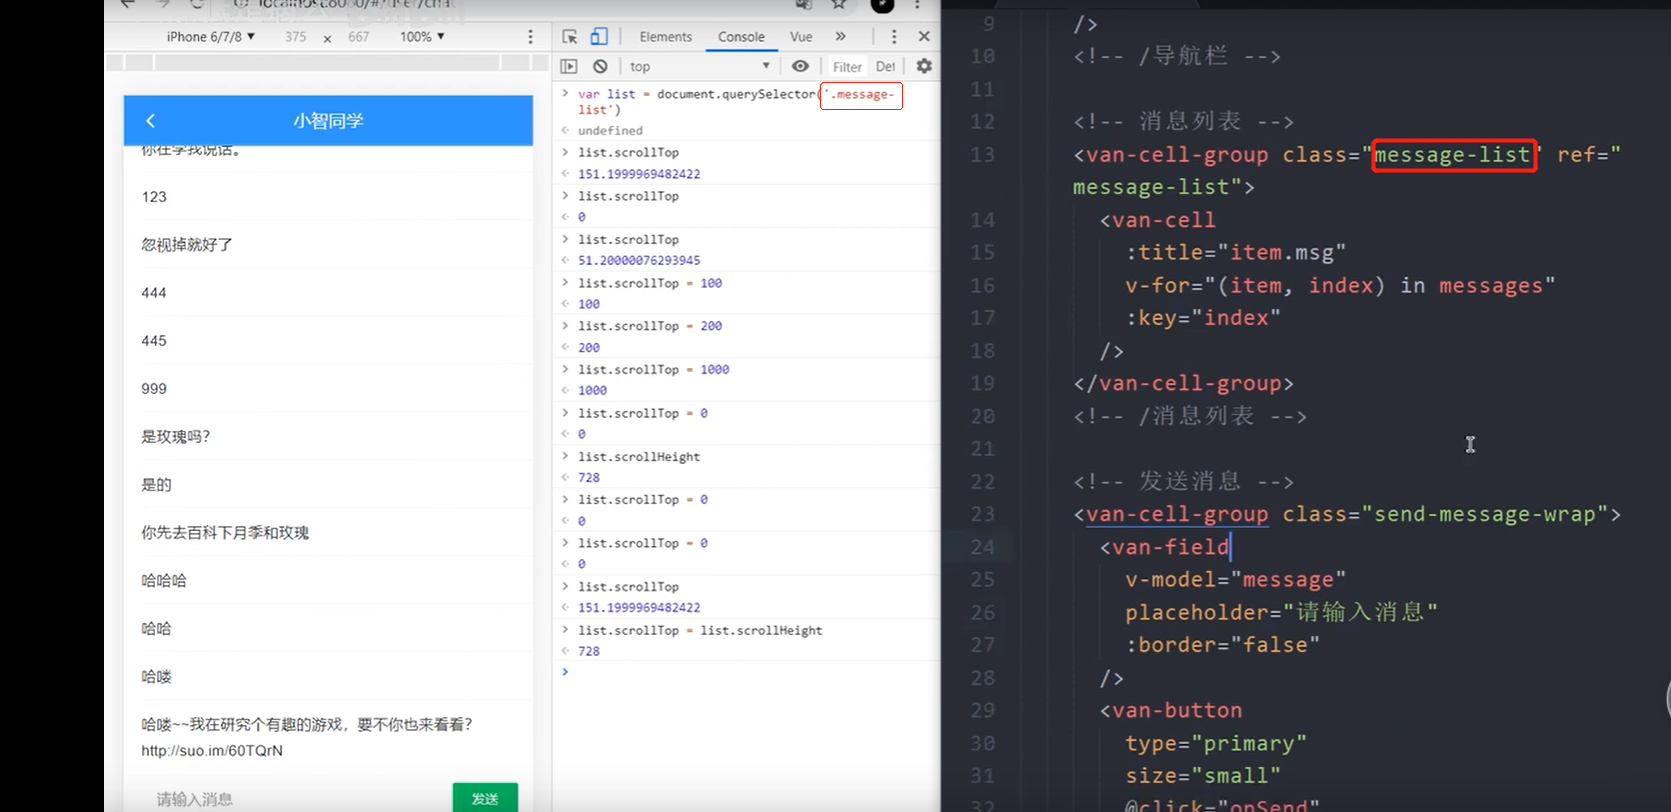 localhost:8080/#/user/chat
iPhone 6/7/8 ▼ 375 x 667 100% ▼
小智同学
你在学我说话。
123
忽视掉就好了
444
445
999
是玫瑰吗?
是的
你先去百科下月季和玫瑰
哈哈哈
哈哈
哈喽
哈喽~~我在研究个有趣的游戏,要不你也来看看?
http://suo.im/60TQrN
请输入消息 发送
Elements Console Vue »
top ▼ Filter Def
> var list = document.querySelector('.message-
list')
< undefined
> list.scrollTop
< 151.1999969482422
> list.scrollTop
< 0
> list.scrollTop
< 51.20000076293945
> list.scrollTop = 100
< 100
> list.scrollTop = 200
< 200
> list.scrollTop = 1000
< 1000
> list.scrollTop = 0
< 0
> list.scrollHeight
< 728
> list.scrollTop = 0
< 0
> list.scrollTop = 0
< 0
> list.scrollTop
< 151.1999969482422
> list.scrollTop = list.scrollHeight
< 728
>
9 />
10 <!-- /导航栏 -->
11
12 <!-- 消息列表 -->
13 <van-cell-group class="message-list" ref="
message-list">
14 <van-cell
15 :title="item.msg"
16 v-for="(item, index) in messages"
17 :key="index"
18 />
19 </van-cell-group>
20 <!-- /消息列表 -->
21
22 <!-- 发送消息 -->
23 <van-cell-group class="send-message-wrap">
24 <van-field
25 v-model="message"
26 placeholder="请输入消息"
27 :border="false"
28 />
29 <van-button
30 type="primary"
31 size="small"
32 @click="onSend"